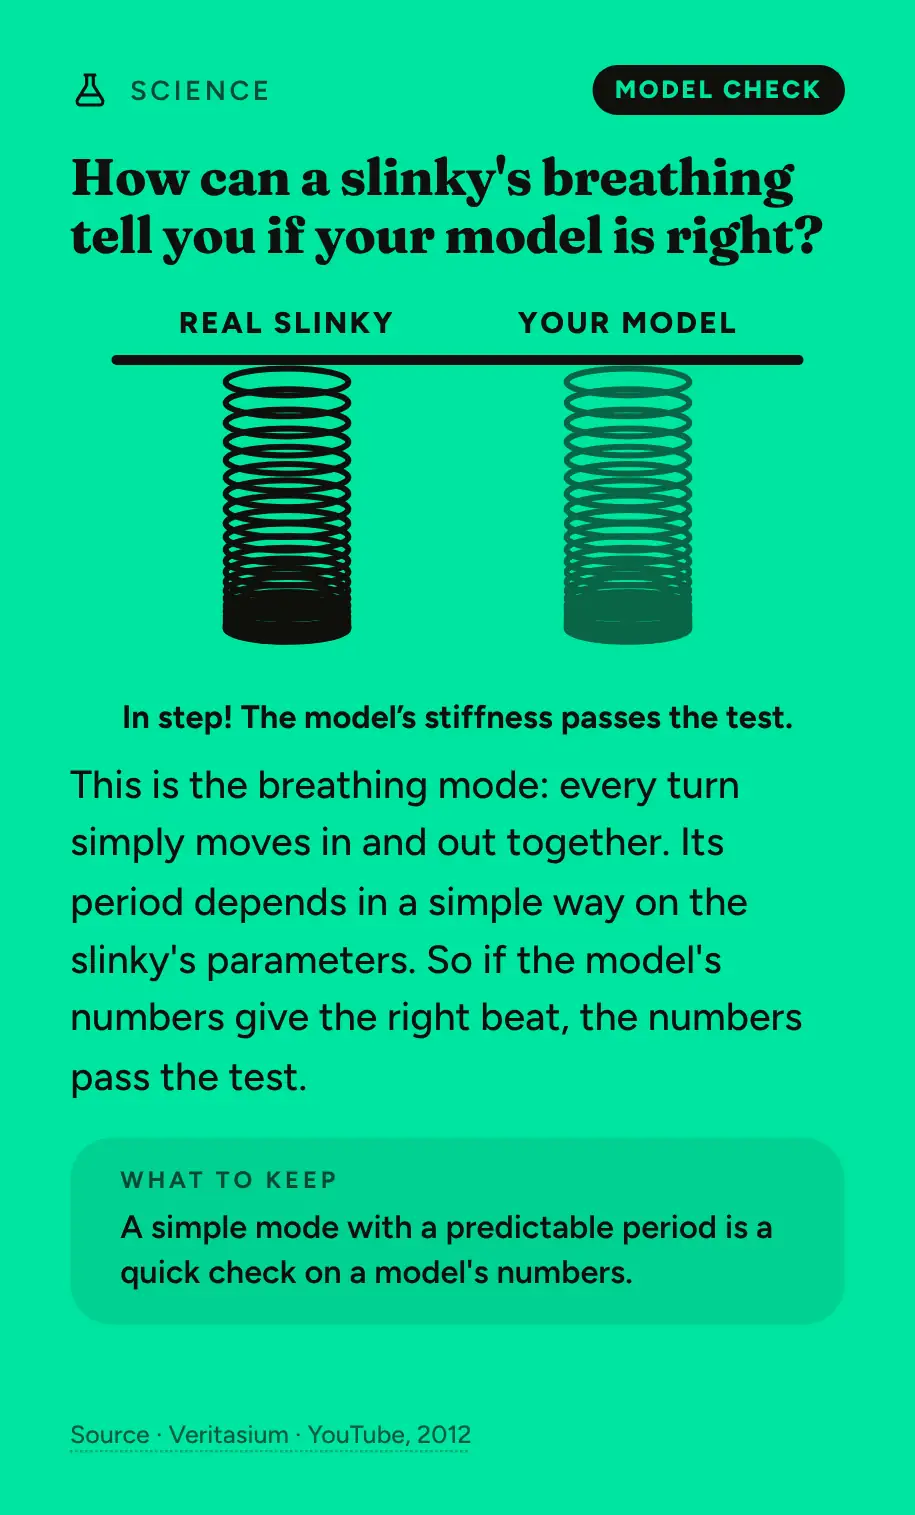 SCIENCE
MODEL CHECK
How can a slinky's breathing
tell you if your model is right?
REAL SLINKY
YOUR MODEL
In step! The model’s stiffness passes the test.
This is the breathing mode: every turn
simply moves in and out together. Its
period depends in a simple way on the
slinky's parameters. So if the model's
numbers give the right beat, the numbers
pass the test.
WHAT TO KEEP
A simple mode with a predictable period is a
quick check on a model's numbers.
Source · Veritasium · YouTube, 2012